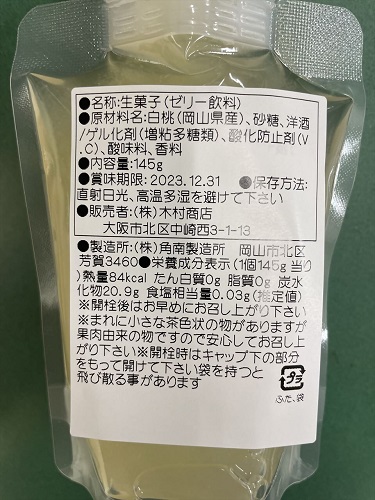 ●名称:生菓子(ゼリー飲料)
●原材料名:白桃(岡山県産)、砂糖、洋酒
/ゲル化剤(増粘多糖類)、酸化防止剤(V
.C)、酸味料、香料
●内容量:145g
●賞味期限:2023.12.31 ●保存方法:
直射日光、高温多湿を避けて下さい
●販売者:(株)木村商店
大阪市北区中崎西3-1-13
●製造所:(株)角南製造所 岡山市北区
芳賀3460●栄養成分表示(1個145g当り
)熱量84kcal たん白質0g 脂質0g 炭水
化物20.9g 食塩相当量0.03g(推定値)
※開栓後はお早めにお召し上がり下さい
※まれに小さな茶色状の物がありますが
果肉由来の物ですので安心してお召し上
がり下さい※開栓時はキャップ下の部分
をもって開けて下さい袋を持つと
飛び散る事があります
プラ
ふた、袋